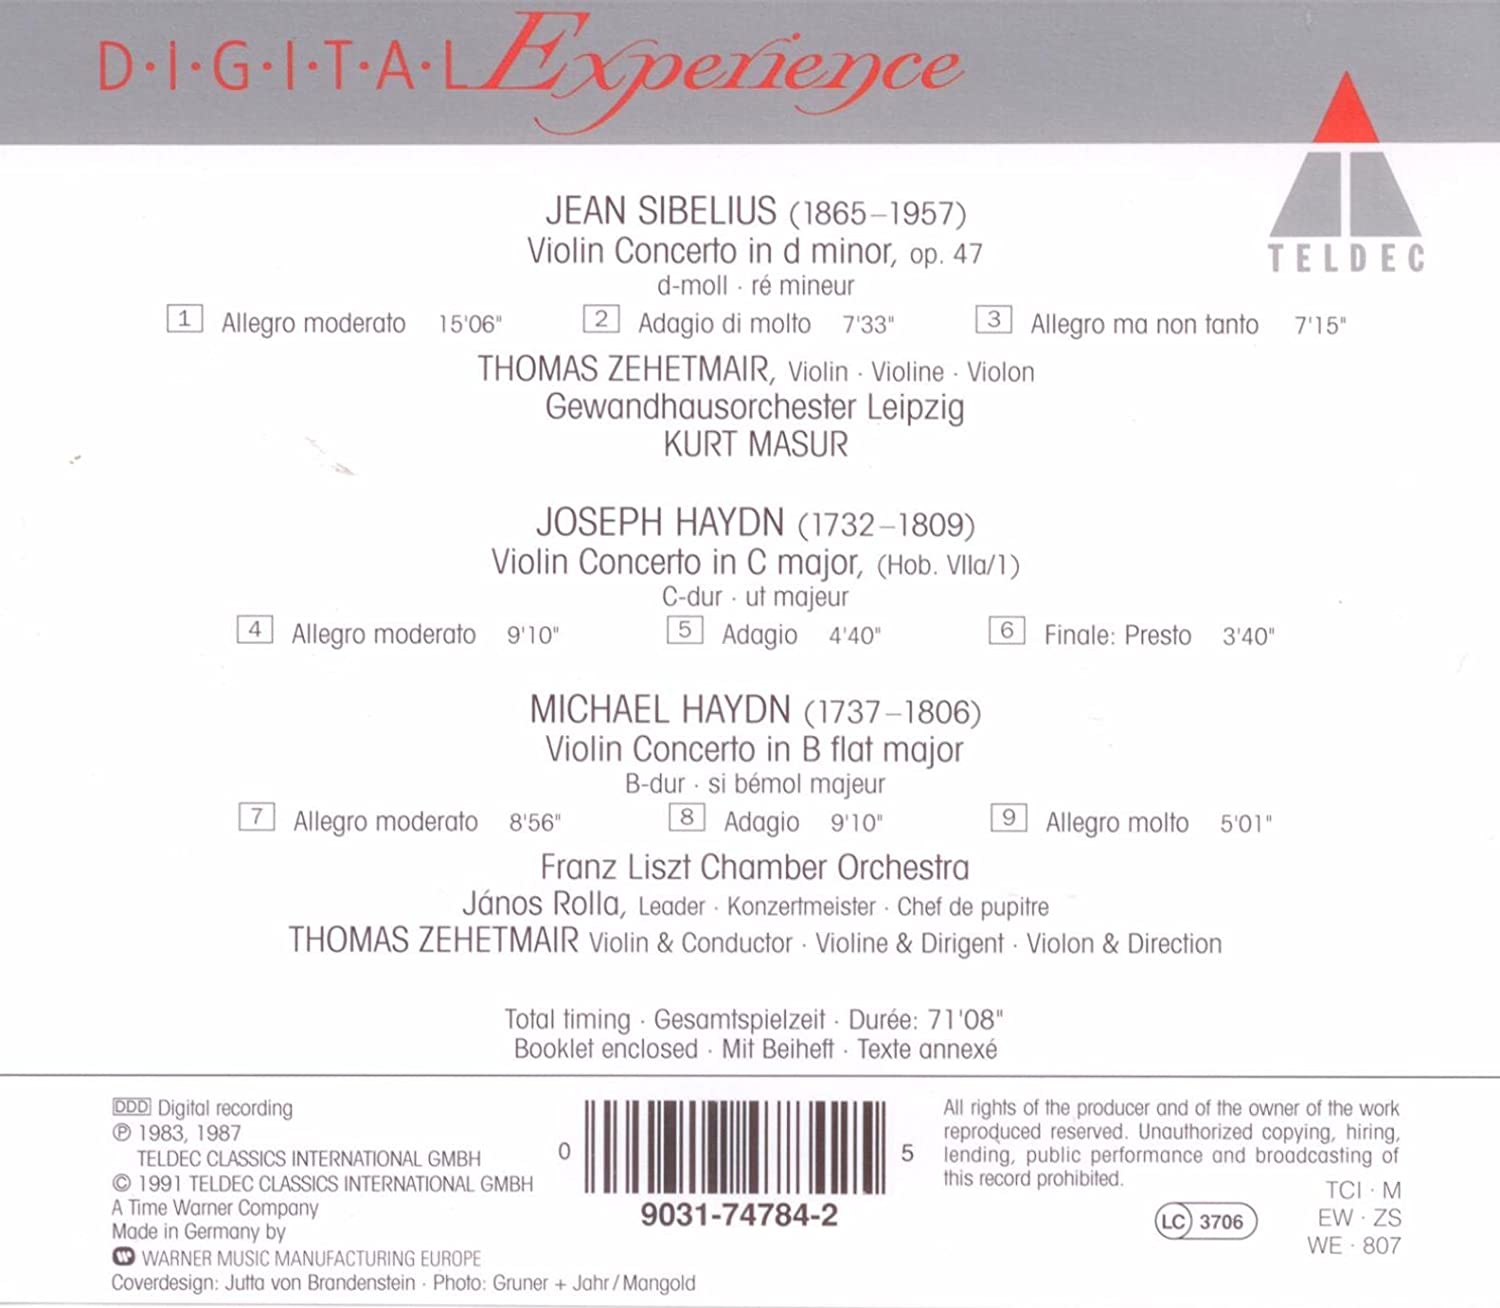 D·I·G·I·T·A·L Experience
TELDEC
JEAN SIBELIUS (1865–1957)
Violin Concerto in d minor, op. 47
d-moll · ré mineur
1 Allegro moderato 15'06" 2 Adagio di molto 7'33" 3 Allegro ma non tanto 7'15"
THOMAS ZEHETMAIR, Violin · Violine · Violon
Gewandhausorchester Leipzig
KURT MASUR
JOSEPH HAYDN (1732–1809)
Violin Concerto in C major, (Hob. VIIa/1)
C-dur · ut majeur
4 Allegro moderato 9'10" 5 Adagio 4'40" 6 Finale: Presto 3'40"
MICHAEL HAYDN (1737–1806)
Violin Concerto in B flat major
B-dur · si bémol majeur
7 Allegro moderato 8'56" 8 Adagio 9'10" 9 Allegro molto 5'01"
Franz Liszt Chamber Orchestra
János Rolla, Leader · Konzertmeister · Chef de pupitre
THOMAS ZEHETMAIR Violin & Conductor · Violine & Dirigent · Violon & Direction
Total timing · Gesamtspielzeit · Durée: 71'08"
Booklet enclosed · Mit Beiheft · Texte annexé
DDD Digital recording
℗ 1983, 1987
TELDEC CLASSICS INTERNATIONAL GMBH
© 1991 TELDEC CLASSICS INTERNATIONAL GMBH
A Time Warner Company
Made in Germany by
WARNER MUSIC MANUFACTURING EUROPE
Coverdesign: Jutta von Brandenstein · Photo: Gruner + Jahr/Mangold
0 5
9031-74784-2
All rights of the producer and of the owner of the work
reproduced reserved. Unauthorized copying, hiring,
lending, public performance and broadcasting of
this record prohibited.
TCI · M
LC 3706 EW · ZS
WE · 807